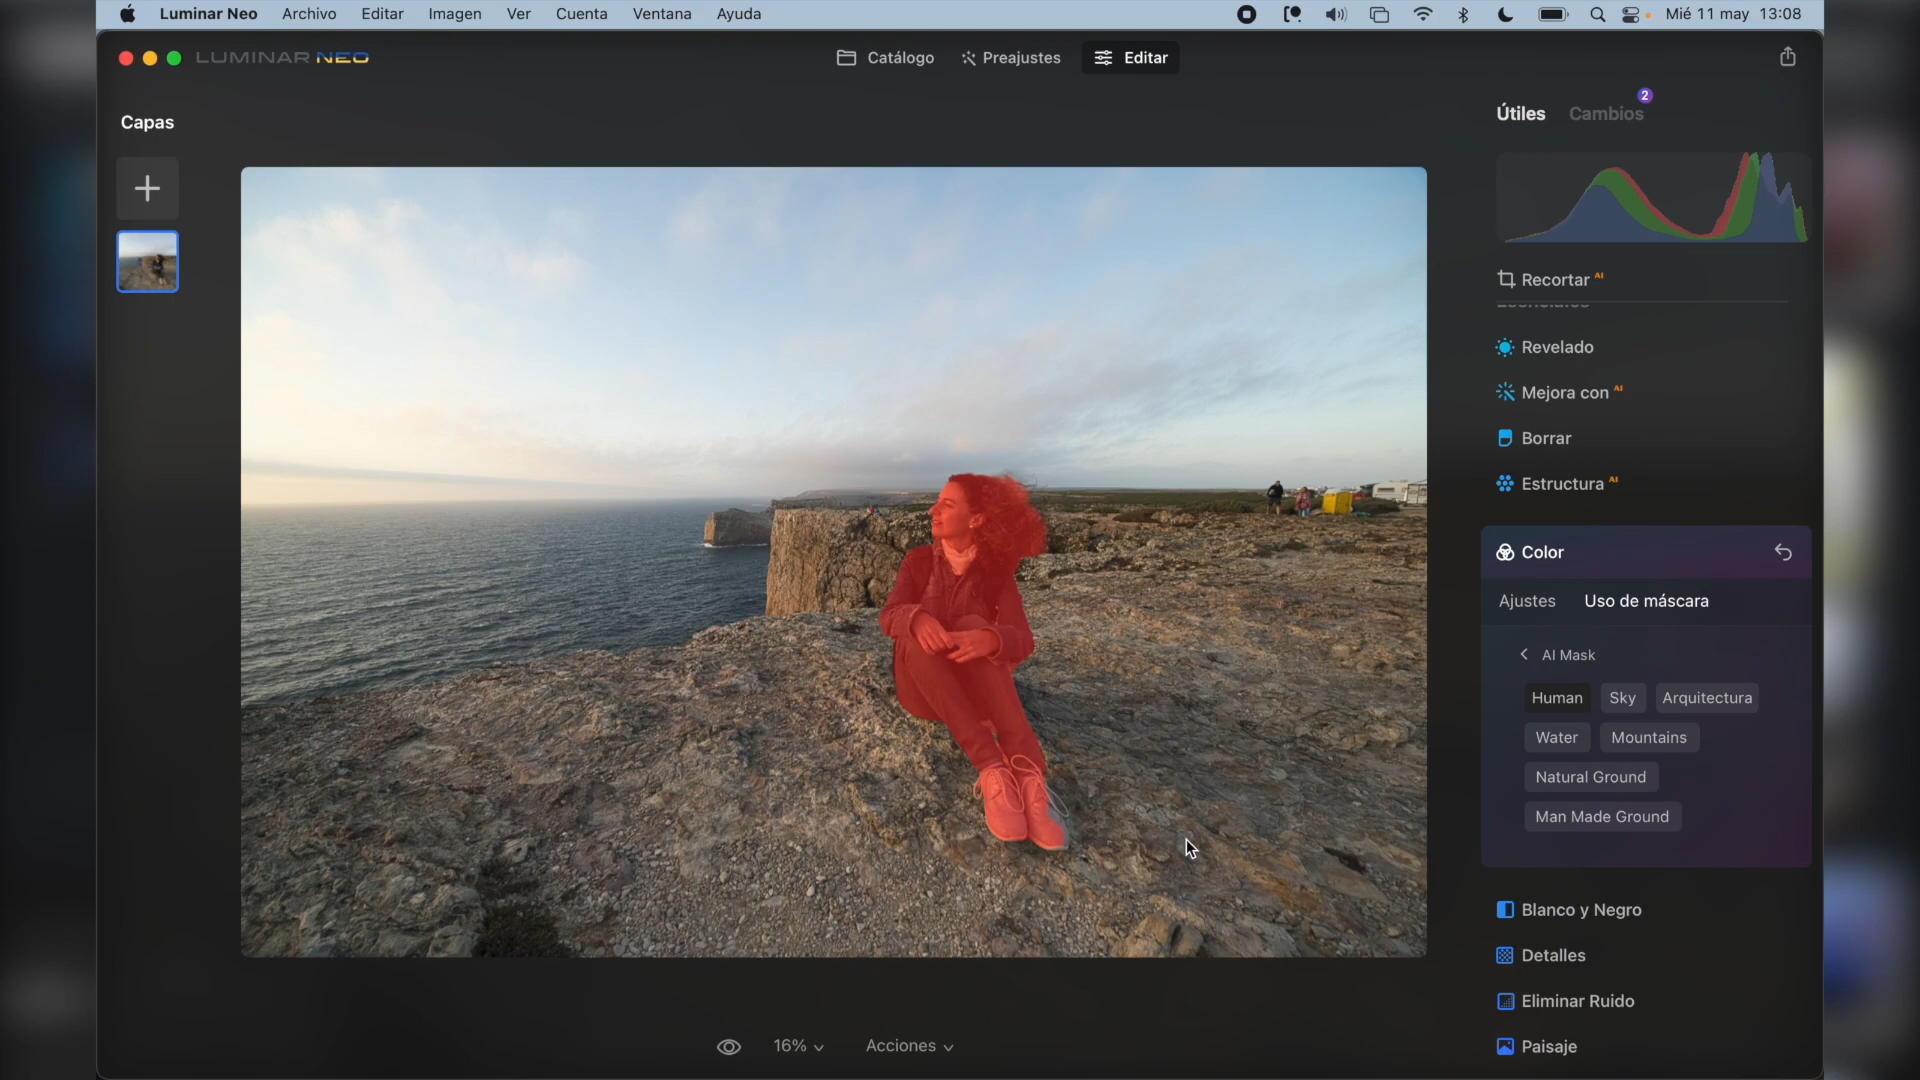 Luminar Neo Archivo Editar Imagen Ver Cuenta Ventana Ayuda Mié 11 may 13:08
LUMINAR NEO Catálogo Preajustes Editar
Capas
Útiles Cambios 2
Recortar AI
Esenciales
Revelado
Mejora con AI
Borrar
Estructura AI
Color
Ajustes Uso de máscara
AI Mask
Human Sky Arquitectura
Water Mountains
Natural Ground
Man Made Ground
Blanco y Negro
Detalles
Eliminar Ruido
Paisaje
16% Acciones